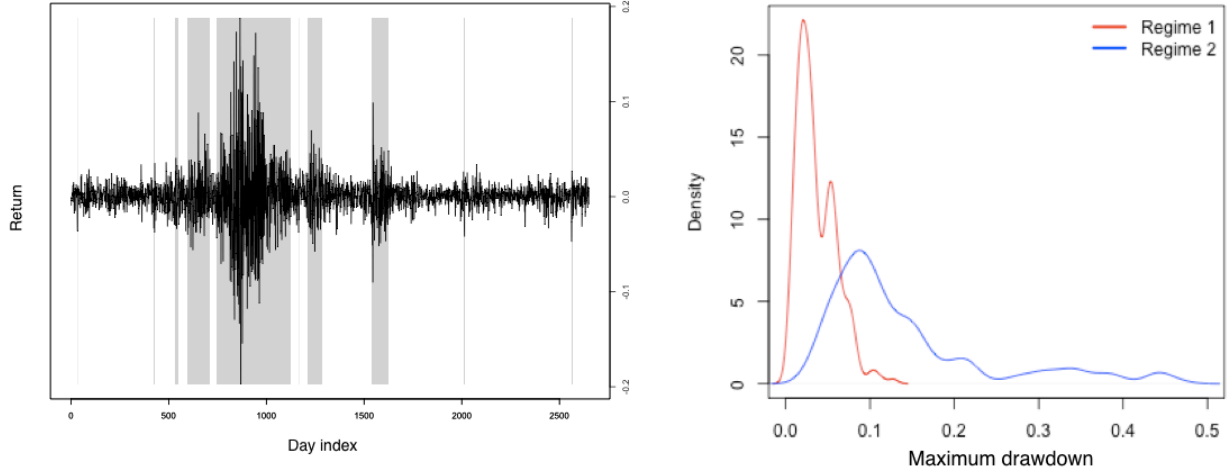 Return
0.2
0.1
0.0
-0.1
-0.2
0 500 1000 1500 2000 2500
Day index
Density
20
15
10
5
0
Regime 1
Regime 2
0.0 0.1 0.2 0.3 0.4 0.5
Maximum drawdown